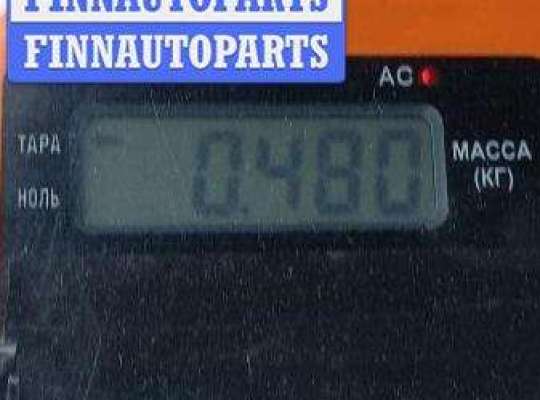 FINNAUTOPARTS
FINNAUTOPARTS
AC
ТАРА
0.480
МАССА
(КГ)
НОЛЬ